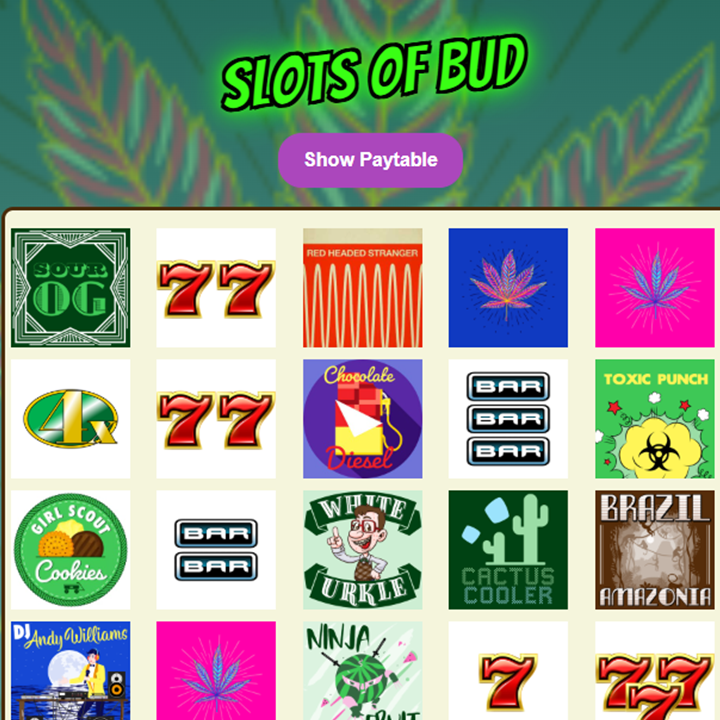 SLOTS OF BUD
Show Paytable
SOUR
OG
77
RED HEADED STRANGER
4x
77
Chocolate
Diesel
BAR
BAR
BAR
TOXIC PUNCH
GIRL SCOUT
Cookies
BAR
BAR
WHITE
URKLE
CACTUS
COOLER
BRAZIL
AMAZONIA
DJ Andy Williams
NINJA
FRUIT
7
777